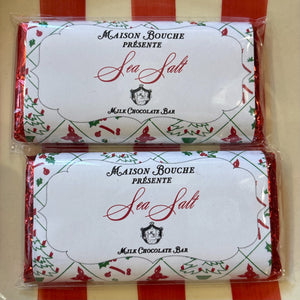 Maison Bouche
Présente
Sea Salt
Milk Chocolate Bar
Maison Bouche
Présente
Sea Salt
Milk Chocolate Bar